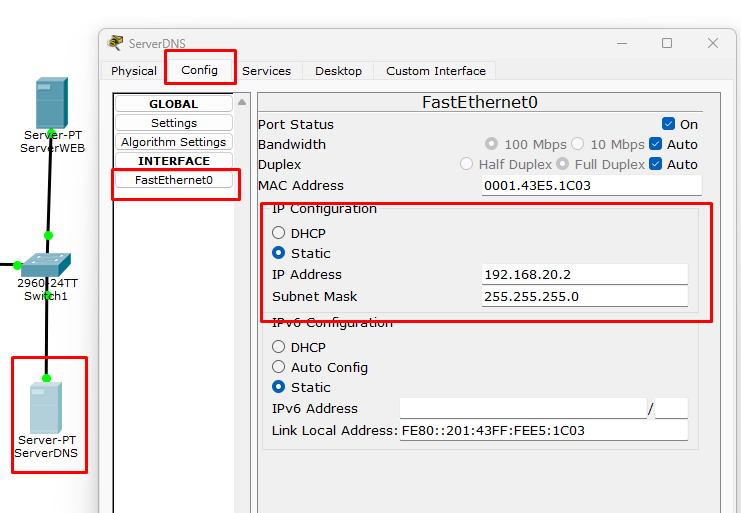 ServerDNS
Physical Config Services Desktop Custom Interface
GLOBAL
Settings
Algorithm Settings
INTERFACE
FastEthernet0
FastEthernet0
Port Status On
Bandwidth 100 Mbps 10 Mbps Auto
Duplex Half Duplex Full Duplex Auto
MAC Address 0001.43E5.1C03
IP Configuration
DHCP
Static
IP Address 192.168.20.2
Subnet Mask 255.255.255.0
IPv6 Configuration
DHCP
Auto Config
Static
IPv6 Address /
Link Local Address: FE80::201:43FF:FEE5:1C03
Server-PT
ServerWEB
2960-24TT
Switch1
Server-PT
ServerDNS